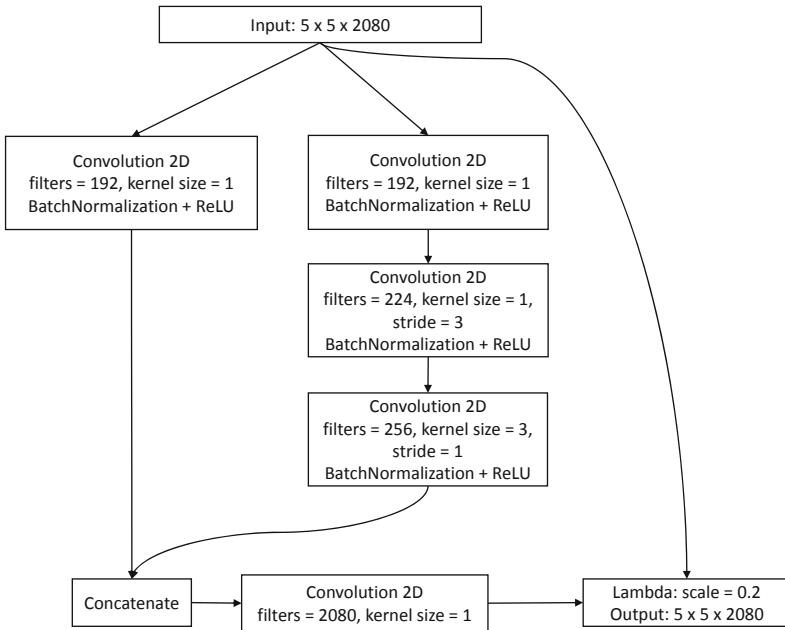 Input: 5 x 5 x 2080
Convolution 2D
filters = 192, kernel size = 1
BatchNormalization + ReLU
Convolution 2D
filters = 192, kernel size = 1
BatchNormalization + ReLU
Convolution 2D
filters = 224, kernel size = 1,
stride = 3
BatchNormalization + ReLU
Convolution 2D
filters = 256, kernel size = 3,
stride = 1
BatchNormalization + ReLU
Concatenate
Convolution 2D
filters = 2080, kernel size = 1
Lambda: scale = 0.2
Output: 5 x 5 x 2080